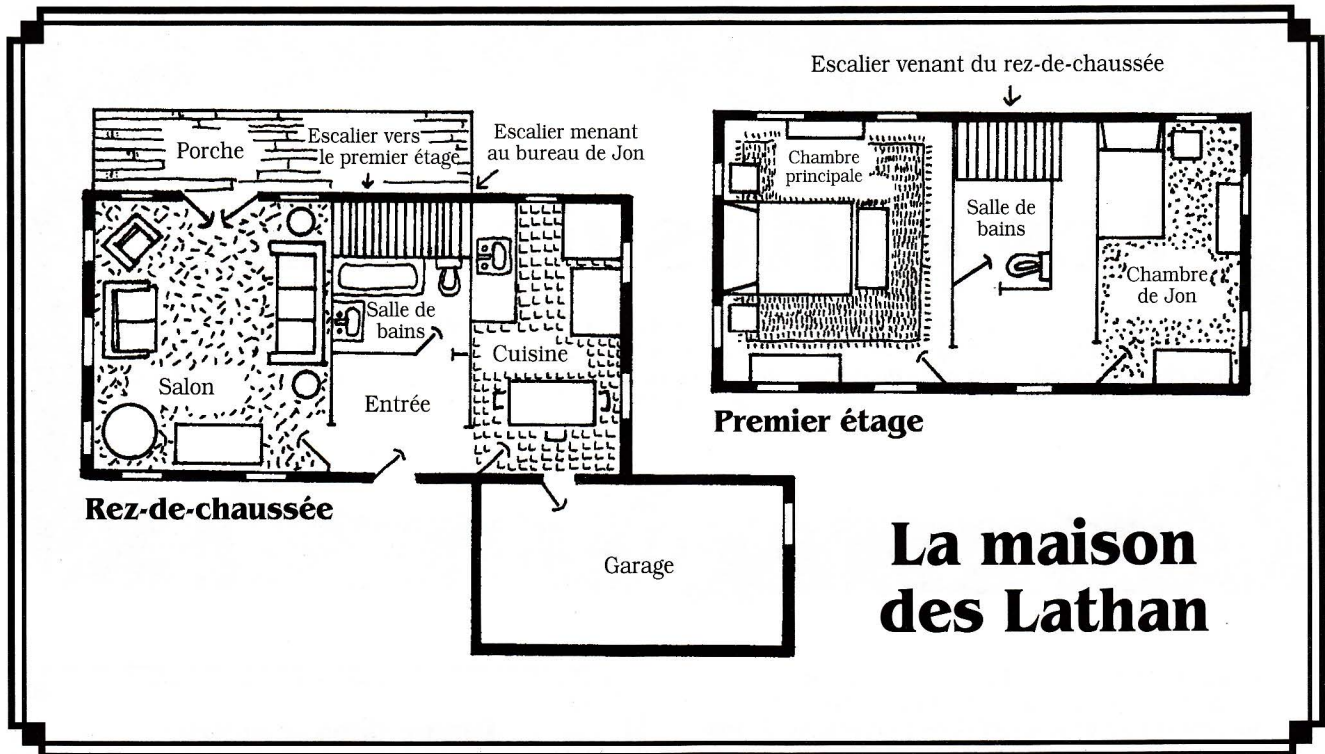 Escalier venant du rez-de-chaussée
Porche
Escalier vers
le premier étage
Escalier menant
au bureau de Jon
Salle de
bains
Cuisine
Salon
Entrée
Rez-de-chaussée
Garage
Chambre
principale
Salle de
bains
Chambre
de Jon
Premier étage
La maison
des Lathan